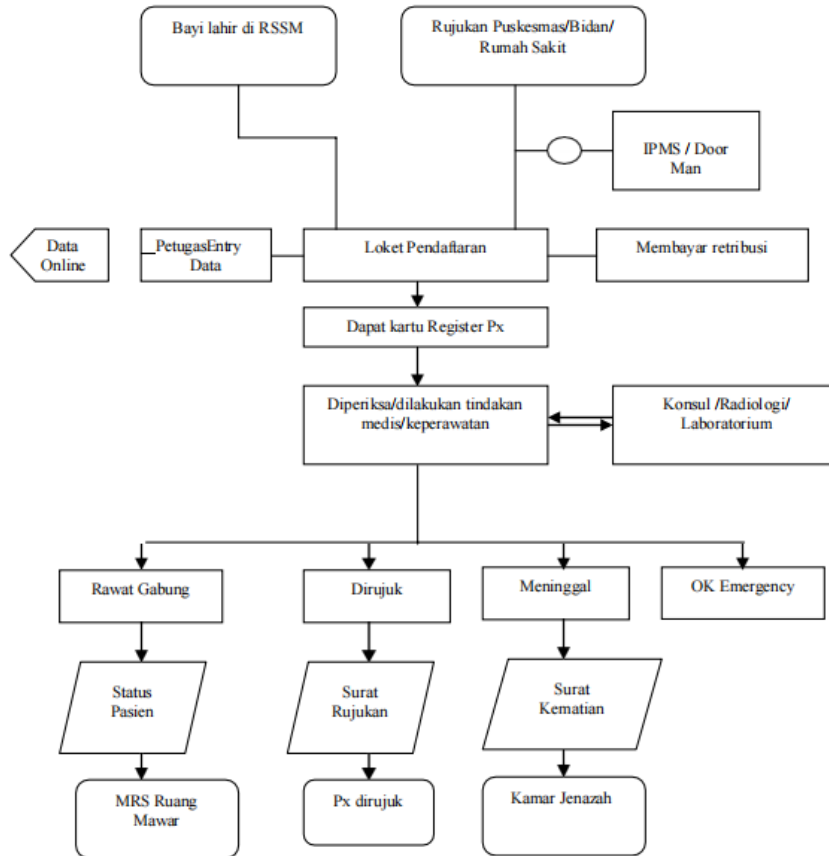 Bayi lahir di RSSM
Rujukan Puskesmas/Bidan/
Rumah Sakit
IPMS / Door
Man
Data
Online
PetugasEntry
Data
Loket Pendaftaran
Membayar retribusi
Dapat kartu Register Px
Diperiksa/dilakukan tindakan
medis/keperawatan
Konsul /Radiologi/
Laboratorium
Rawat Gabung
Dirujuk
Meninggal
OK Emergency
Status
Pasien
Surat
Rujukan
Surat
Kematian
MRS Ruang
Mawar
Px dirujuk
Kamar Jenazah